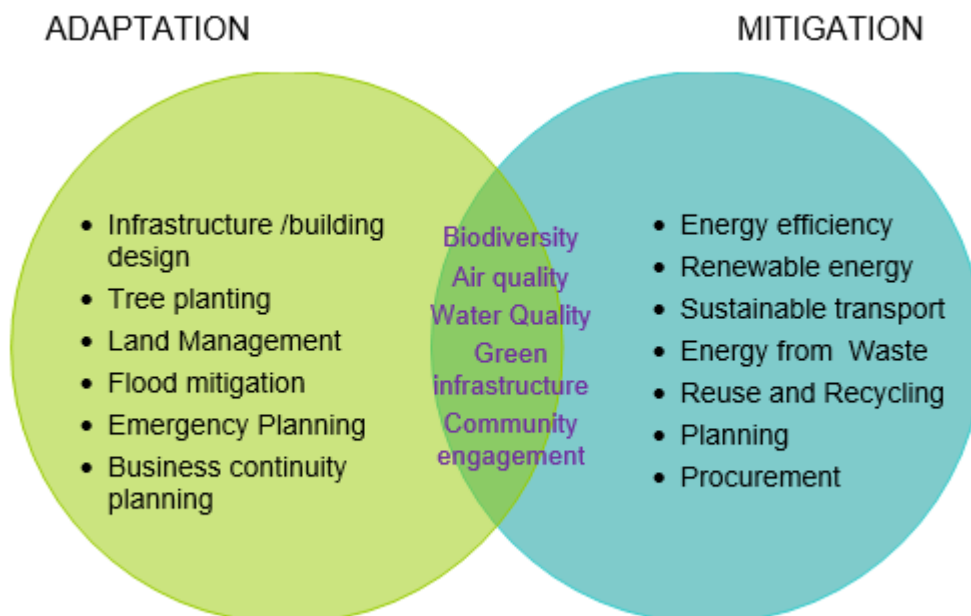 ADAPTATION
MITIGATION
• Infrastructure /building
design
• Tree planting
• Land Management
• Flood mitigation
• Emergency Planning
• Business continuity
planning
Biodiversity
Air quality
Water Quality
Green
infrastructure
Community
engagement
• Energy efficiency
• Renewable energy
• Sustainable transport
• Energy from  Waste
• Reuse and Recycling
• Planning
• Procurement